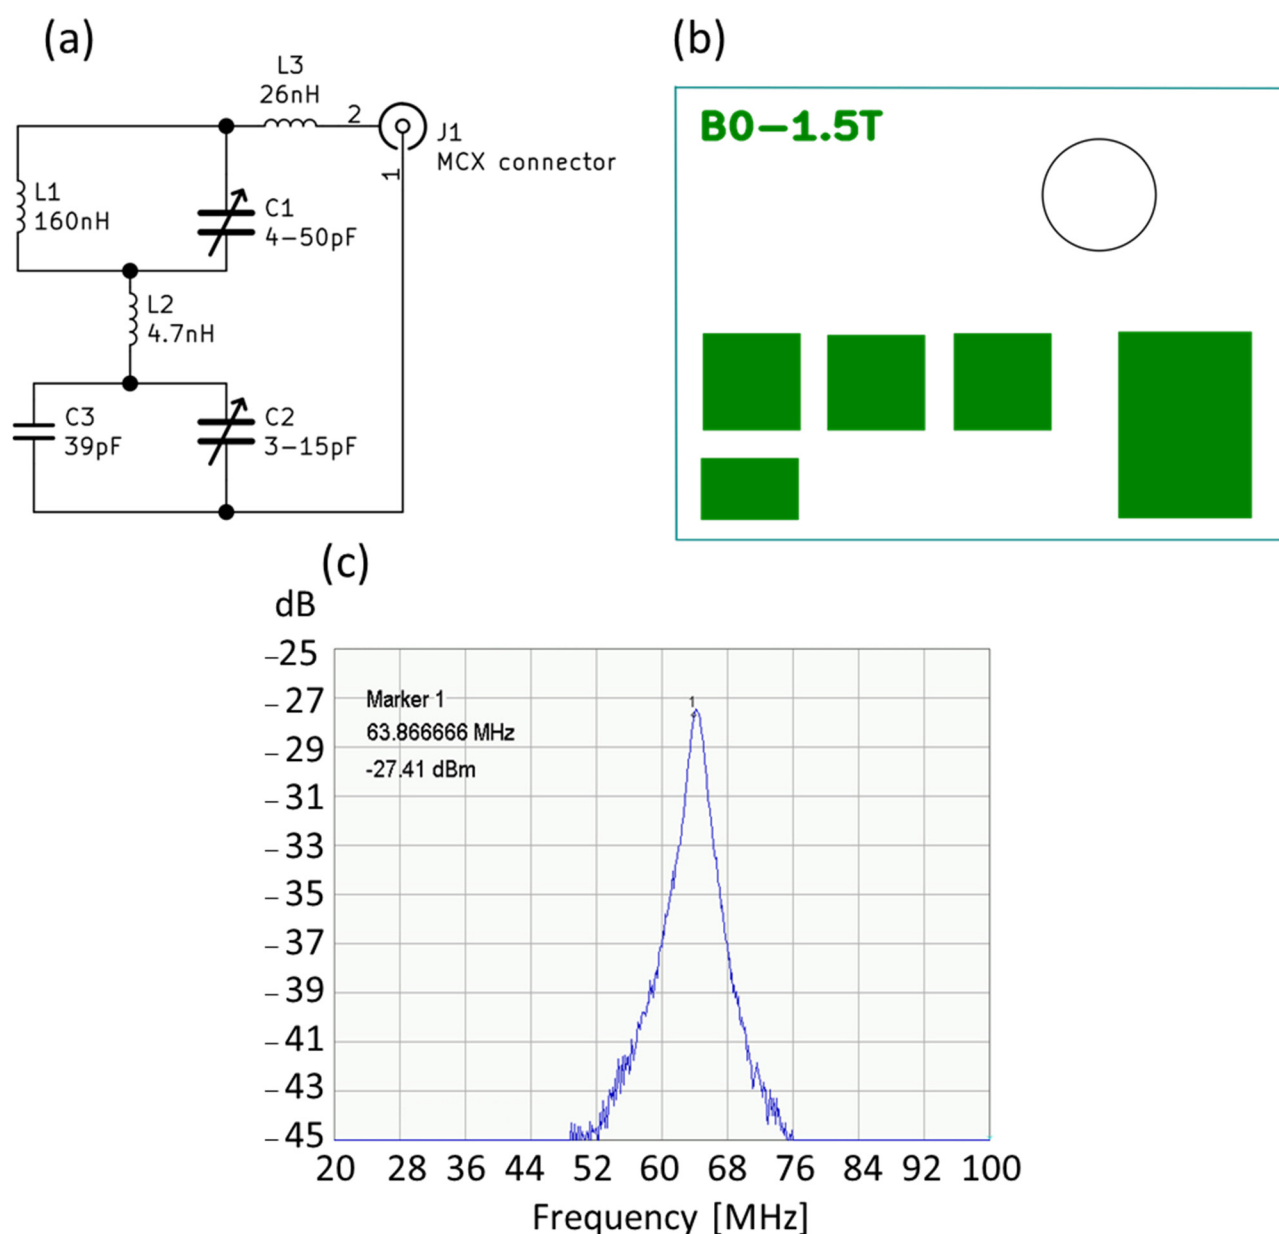 (a)
L3
26nH
2
J1
MCX connector
1
L1
160nH
C1
4–50pF
L2
4.7nH
C3
39pF
C2
3–15pF
(b)
B0–1.5T
(c)
dB
–25
–27
–29
–31
–33
–35
–37
–39
–41
–43
–45
Marker 1
63.866666 MHz
-27.41 dBm
1
20 28 36 44 52 60 68 76 84 92 100
Frequency [MHz]